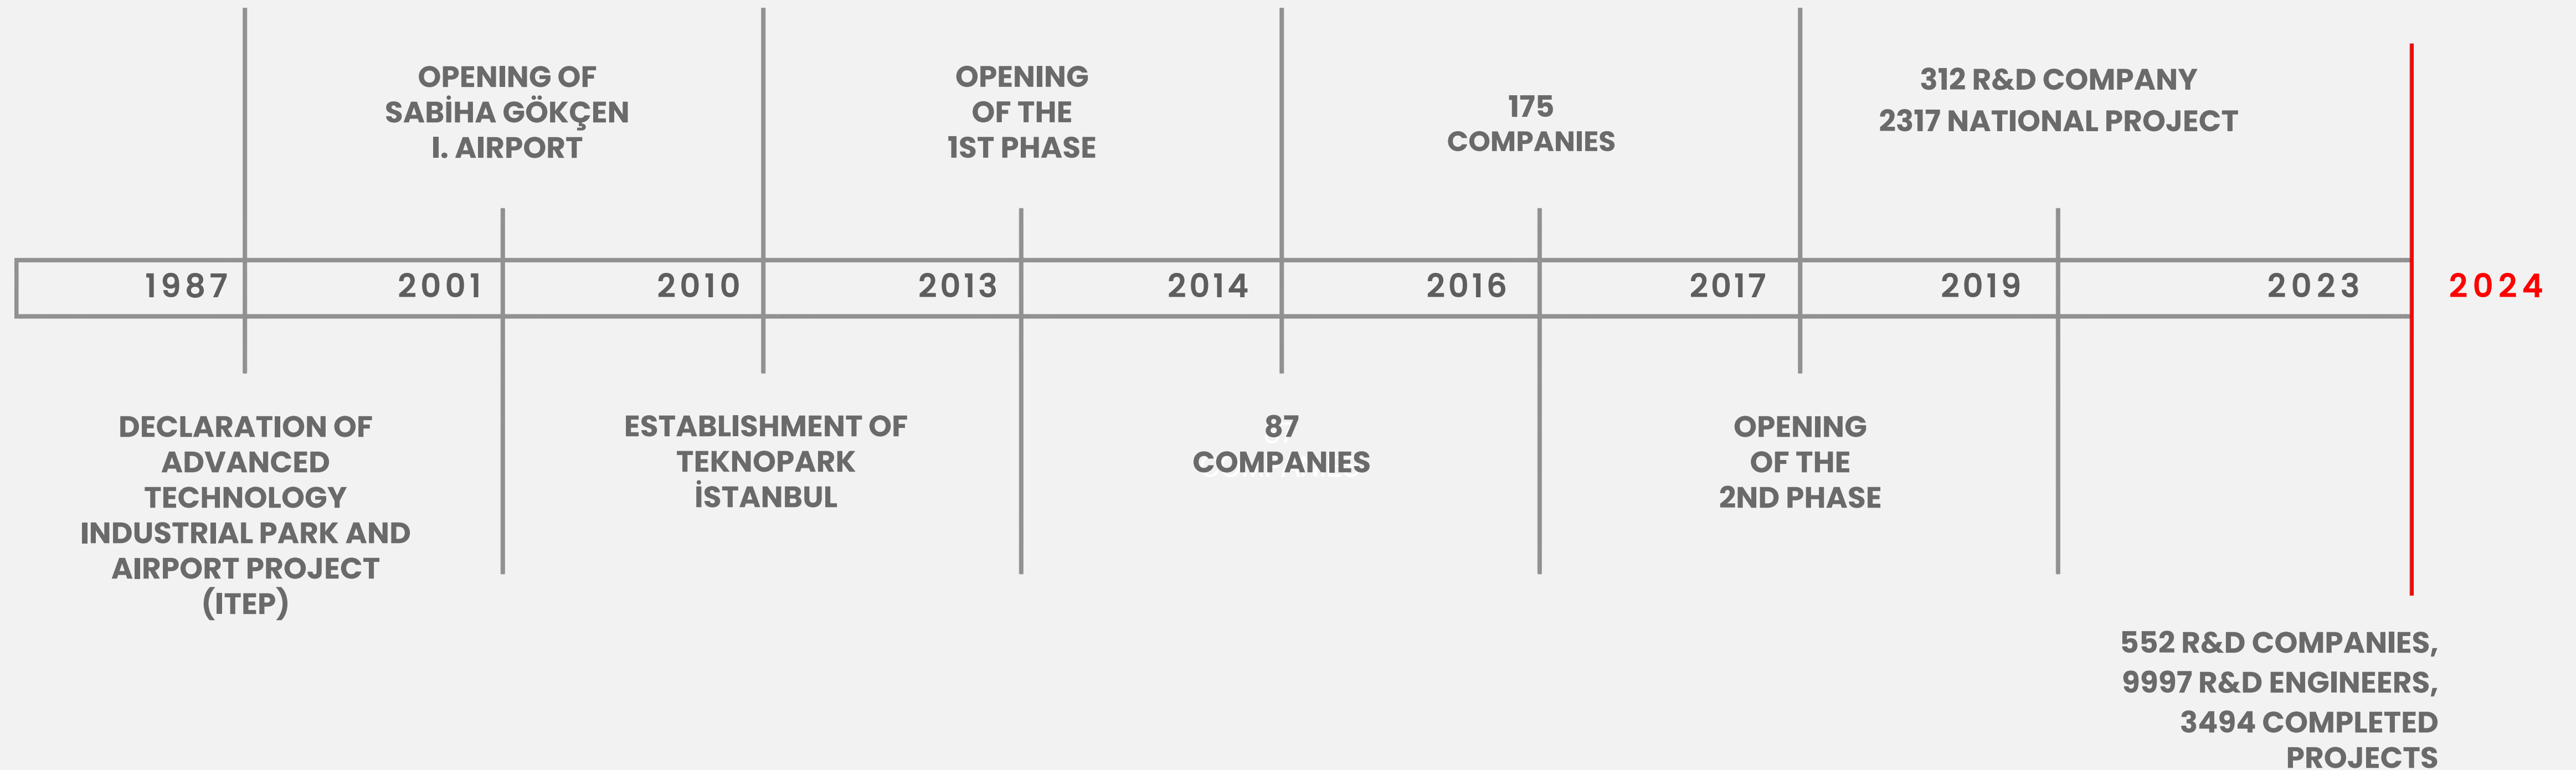 OPENING OF
SABİHA GÖKÇEN
I. AIRPORT
OPENING
OF THE
1ST PHASE
175
COMPANIES
312 R&D COMPANY
2317 NATIONAL PROJECT
1987
2001
2010
2013
2014
2016
2017
2019
2023
2024
DECLARATION OF
ADVANCED
TECHNOLOGY
INDUSTRIAL PARK AND
AIRPORT PROJECT
(ITEP)
ESTABLISHMENT OF
TEKNOPARK
İSTANBUL
87
COMPANIES
OPENING
OF THE
2ND PHASE
552 R&D COMPANIES,
9997 R&D ENGINEERS,
3494 COMPLETED
PROJECTS